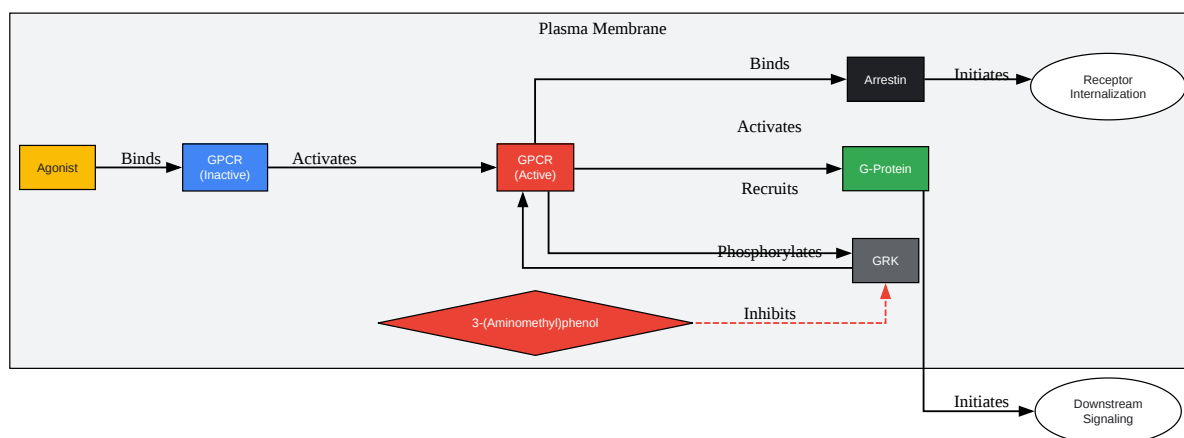 Plasma Membrane
Binds
Arrestin
Initiates
Receptor
Internalization
Activates
Agonist
Binds
GPCR
(Inactive)
Activates
GPCR
(Active)
G-Protein
Recruits
Phosphorylates
GRK
3-(Aminomethyl)phenol
Inhibits
Initiates
Downstream
Signaling